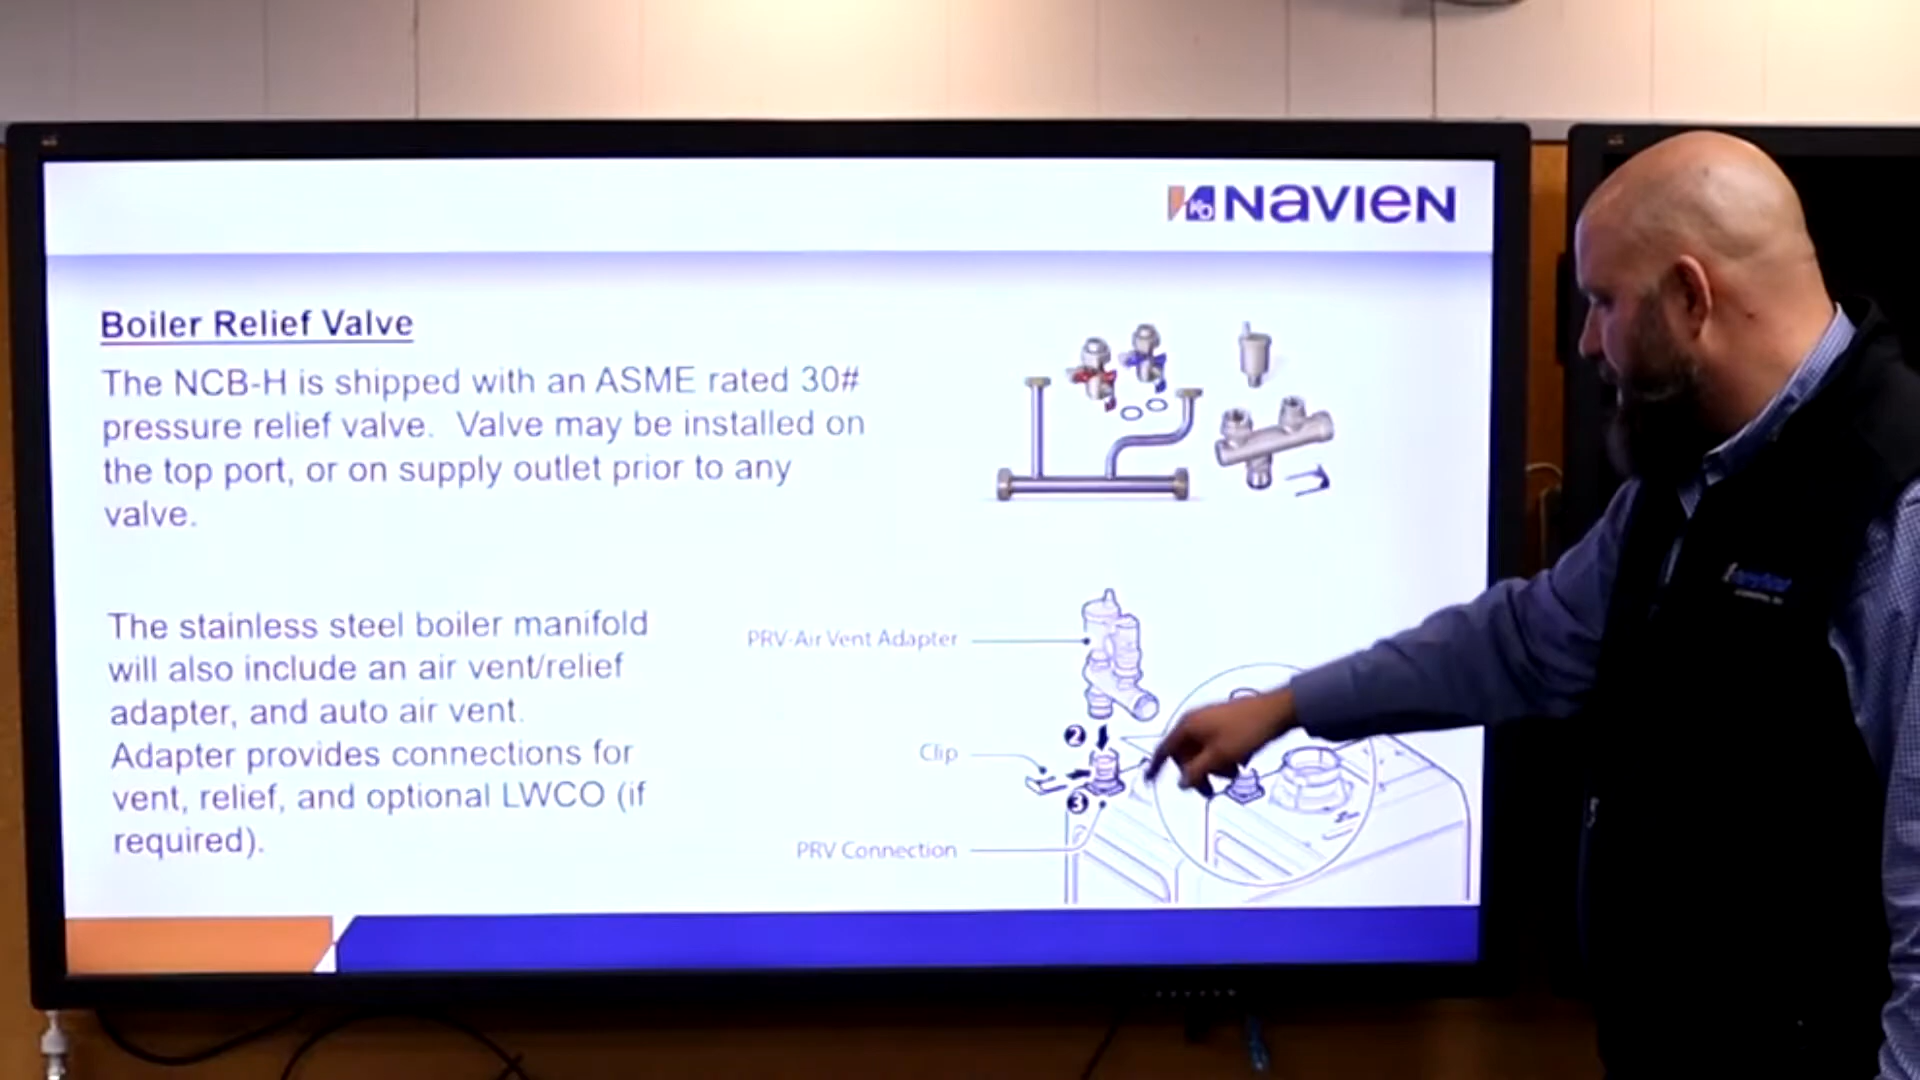 NAVIEN
Boiler Relief Valve
The NCB-H is shipped with an ASME rated 30#
pressure relief valve. Valve may be installed on
the top port, or on supply outlet prior to any
valve.
The stainless steel boiler manifold
will also include an air vent/relief
adapter, and auto air vent.
Adapter provides connections for
vent, relief, and optional LWCO (if
required).
PRV-Air Vent Adapter
2
Clip
3
PRV Connection